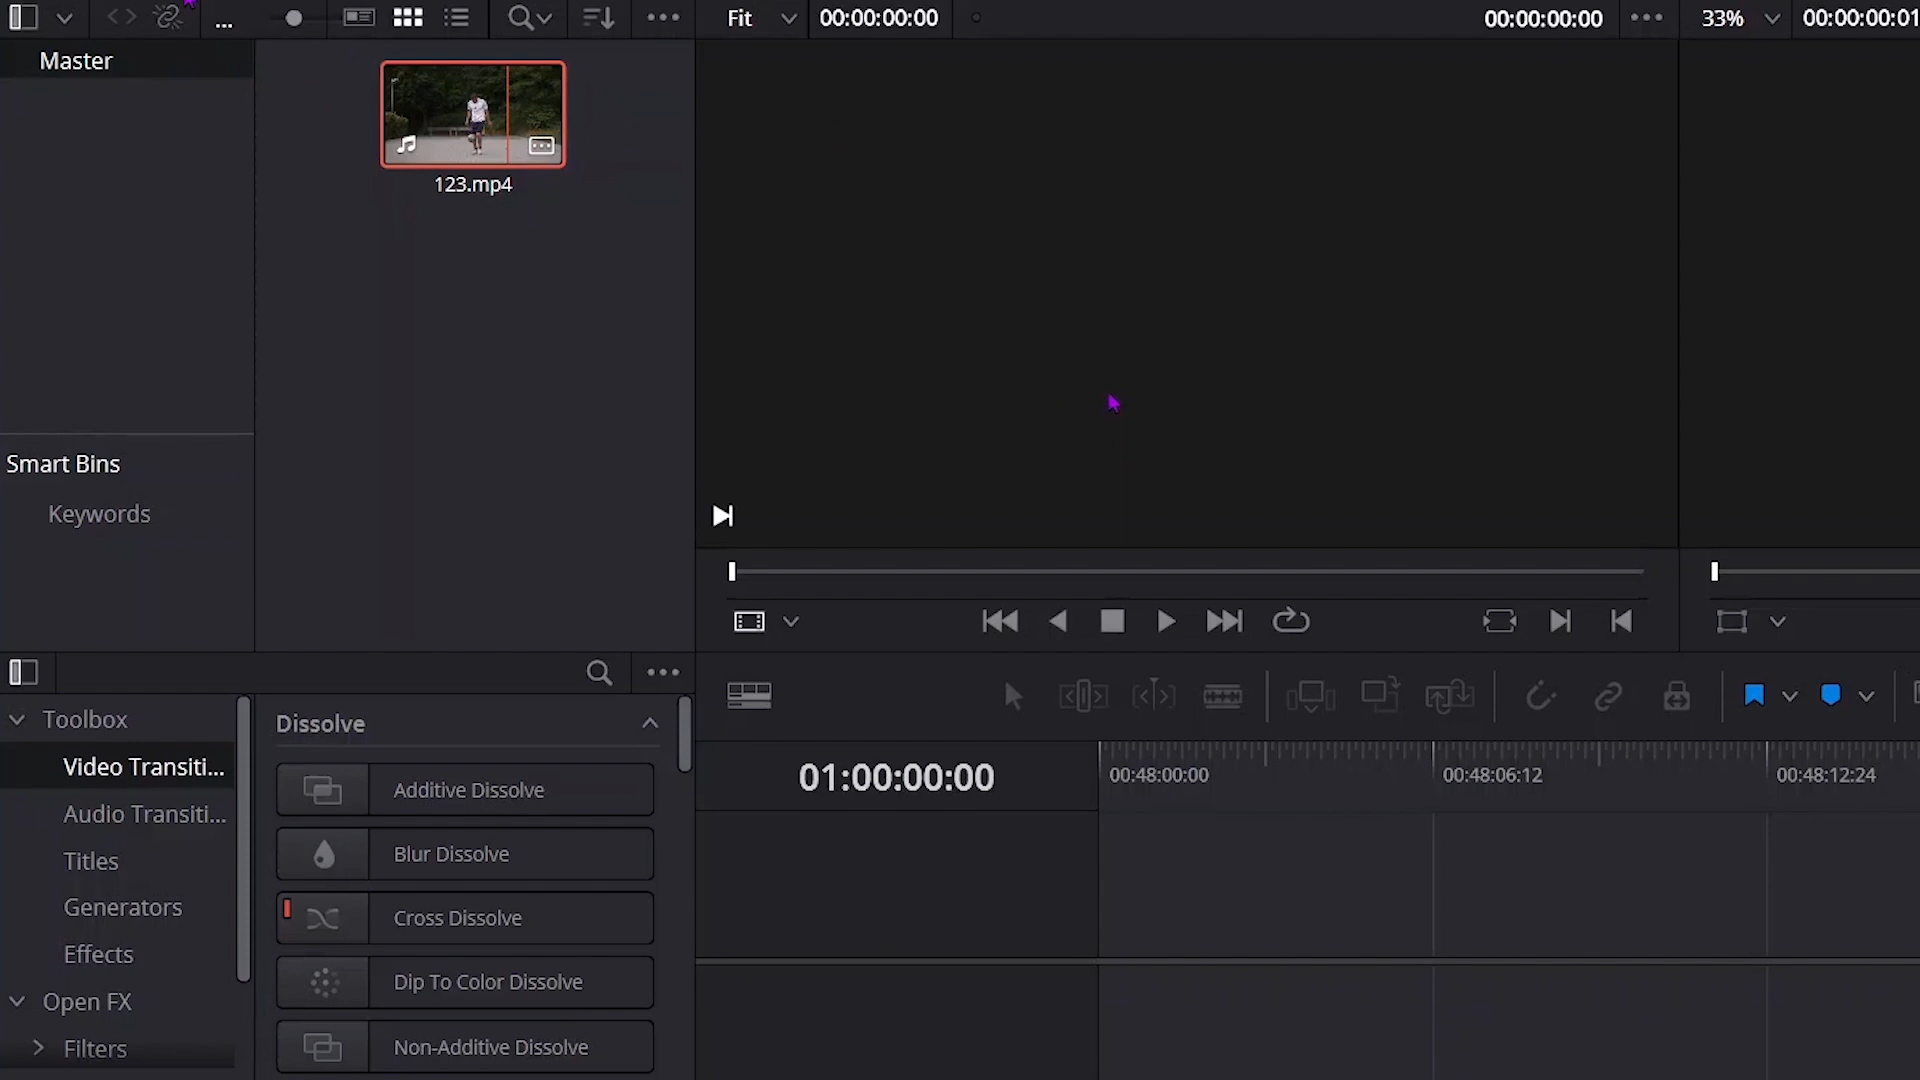 Fit
00:00:00:00
00:00:00:00
33%
00:00:00:01
Master
123.mp4
Smart Bins
Keywords
Toolbox
Video Transiti...
Audio Transiti...
Titles
Generators
Effects
Open FX
Filters
Dissolve
Additive Dissolve
Blur Dissolve
Cross Dissolve
Dip To Color Dissolve
Non-Additive Dissolve
01:00:00:00
00:48:00:00
00:48:06:12
00:48:12:24